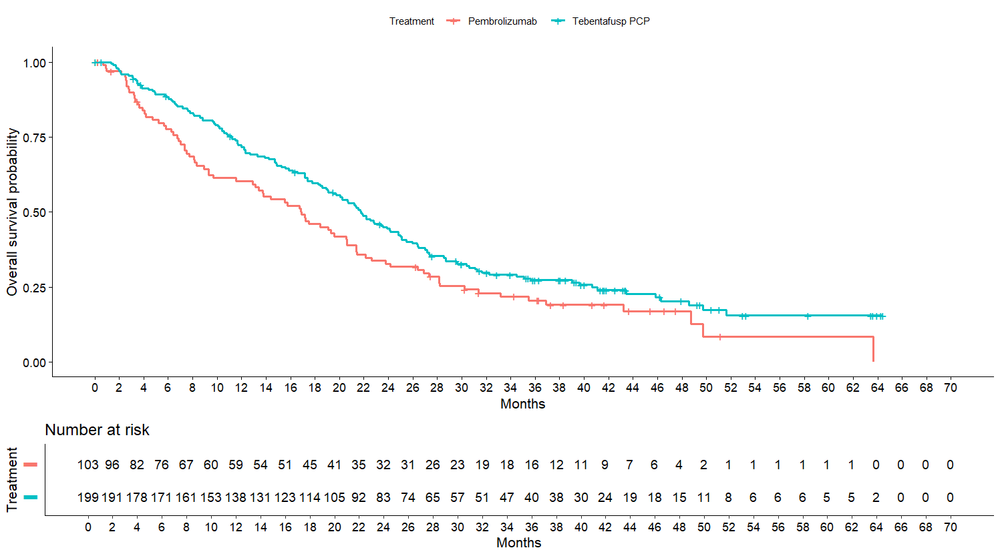 Treatment Pembrolizumab Tebentafusp PCP
Overall survival probability
1.00
0.75
0.50
0.25
0.00
0 2 4 6 8 10 12 14 16 18 20 22 24 26 28 30 32 34 36 38 40 42 44 46 48 50 52 54 56 58 60 62 64 66 68 70
Months
Number at risk
Treatment
103 96 82 76 67 60 59 54 51 45 41 35 32 31 26 23 19 18 16 12 11 9 7 6 4 2 1 1 1 1 1 1 0 0 0 0
199 191 178 171 161 153 138 131 123 114 105 92 83 74 65 57 51 47 40 38 30 24 19 18 15 11 8 6 6 6 5 5 2 0 0 0
0 2 4 6 8 10 12 14 16 18 20 22 24 26 28 30 32 34 36 38 40 42 44 46 48 50 52 54 56 58 60 62 64 66 68 70
Months